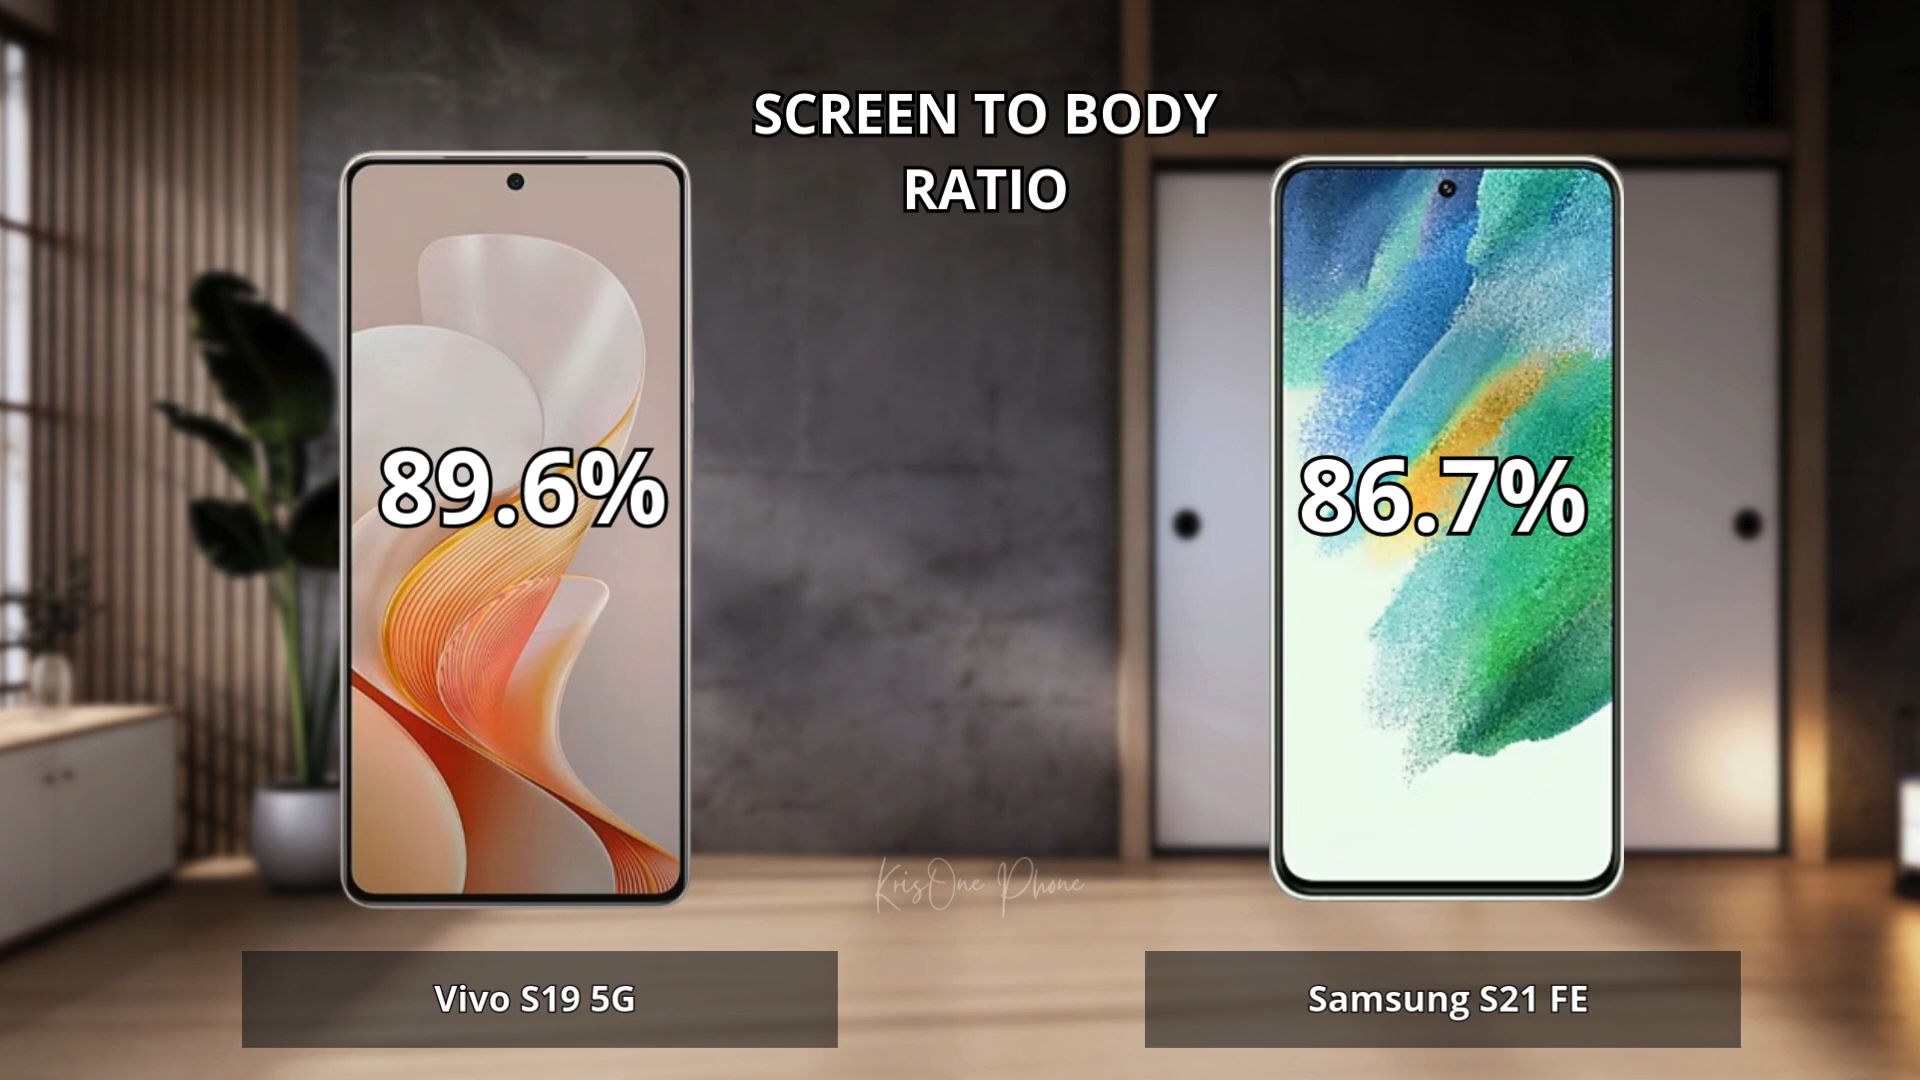 SCREEN TO BODY
RATIO
89.6%
86.7%
KrisOne Phone
Vivo S19 5G
Samsung S21 FE